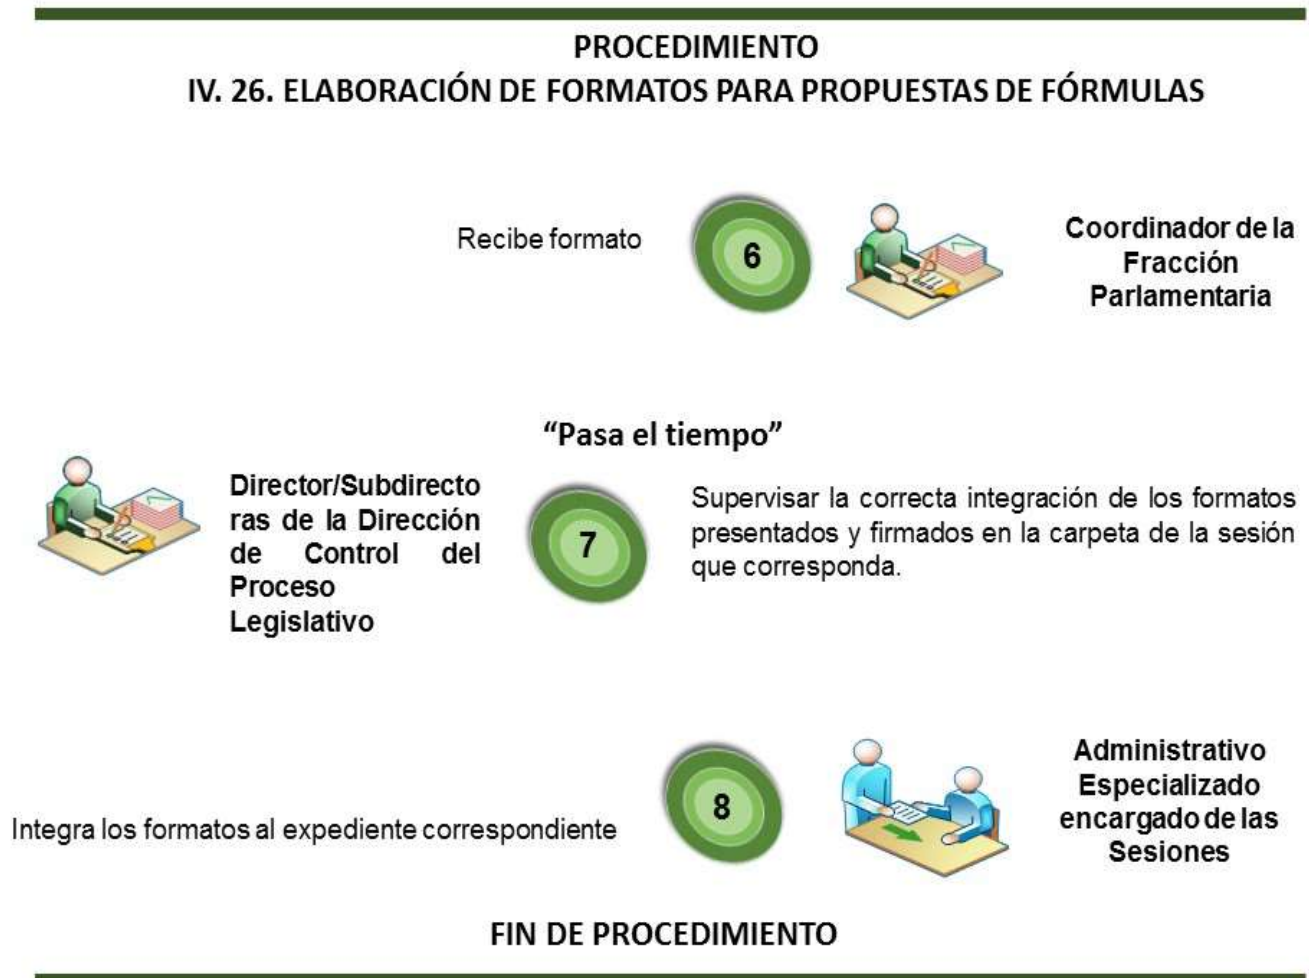 PROCEDIMIENTO
IV. 26. ELABORACIÓN DE FORMATOS PARA PROPUESTAS DE FÓRMULAS
Recibe formato
6
Coordinador de la
Fracción
Parlamentaria
“Pasa el tiempo”
Director/Subdirecto
ras de la Dirección
de Control del
Proceso
Legislativo
7
Supervisar la correcta integración de los formatos
presentados y firmados en la carpeta de la sesión
que corresponda.
Integra los formatos al expediente correspondiente
8
Administrativo
Especializado
encargado de las
Sesiones
FIN DE PROCEDIMIENTO